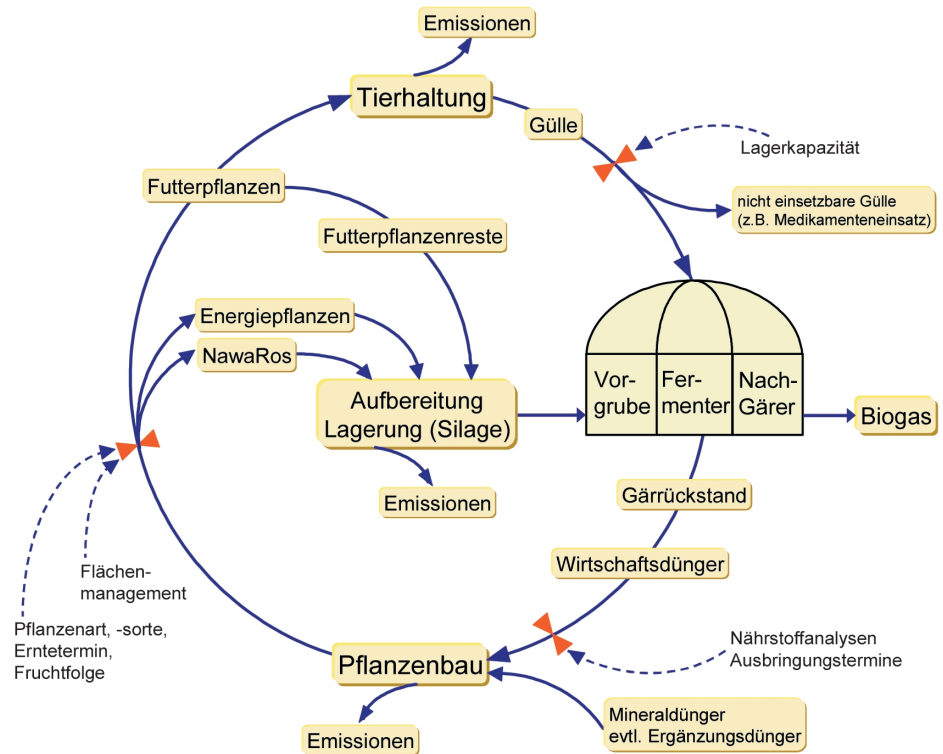 Emissionen
Tierhaltung
Gülle
Lagerkapazität
Futterpflanzen
nicht einsetzbare Gülle
(z.B. Medikamenteneinsatz)
Futterpflanzenreste
Energiepflanzen
NawaRos
Aufbereitung
Lagerung (Silage)
Vor-
grube
Fer-
menter
Nach-
Gärer
Biogas
Emissionen
Gärrückstand
Wirtschaftsdünger
Flächen-
management
Pflanzenart, -sorte,
Erntetermin,
Fruchtfolge
Pflanzenbau
Nährstoffanalysen
Ausbringungstermine
Emissionen
Mineraldünger
evtl. Ergänzungsdünger